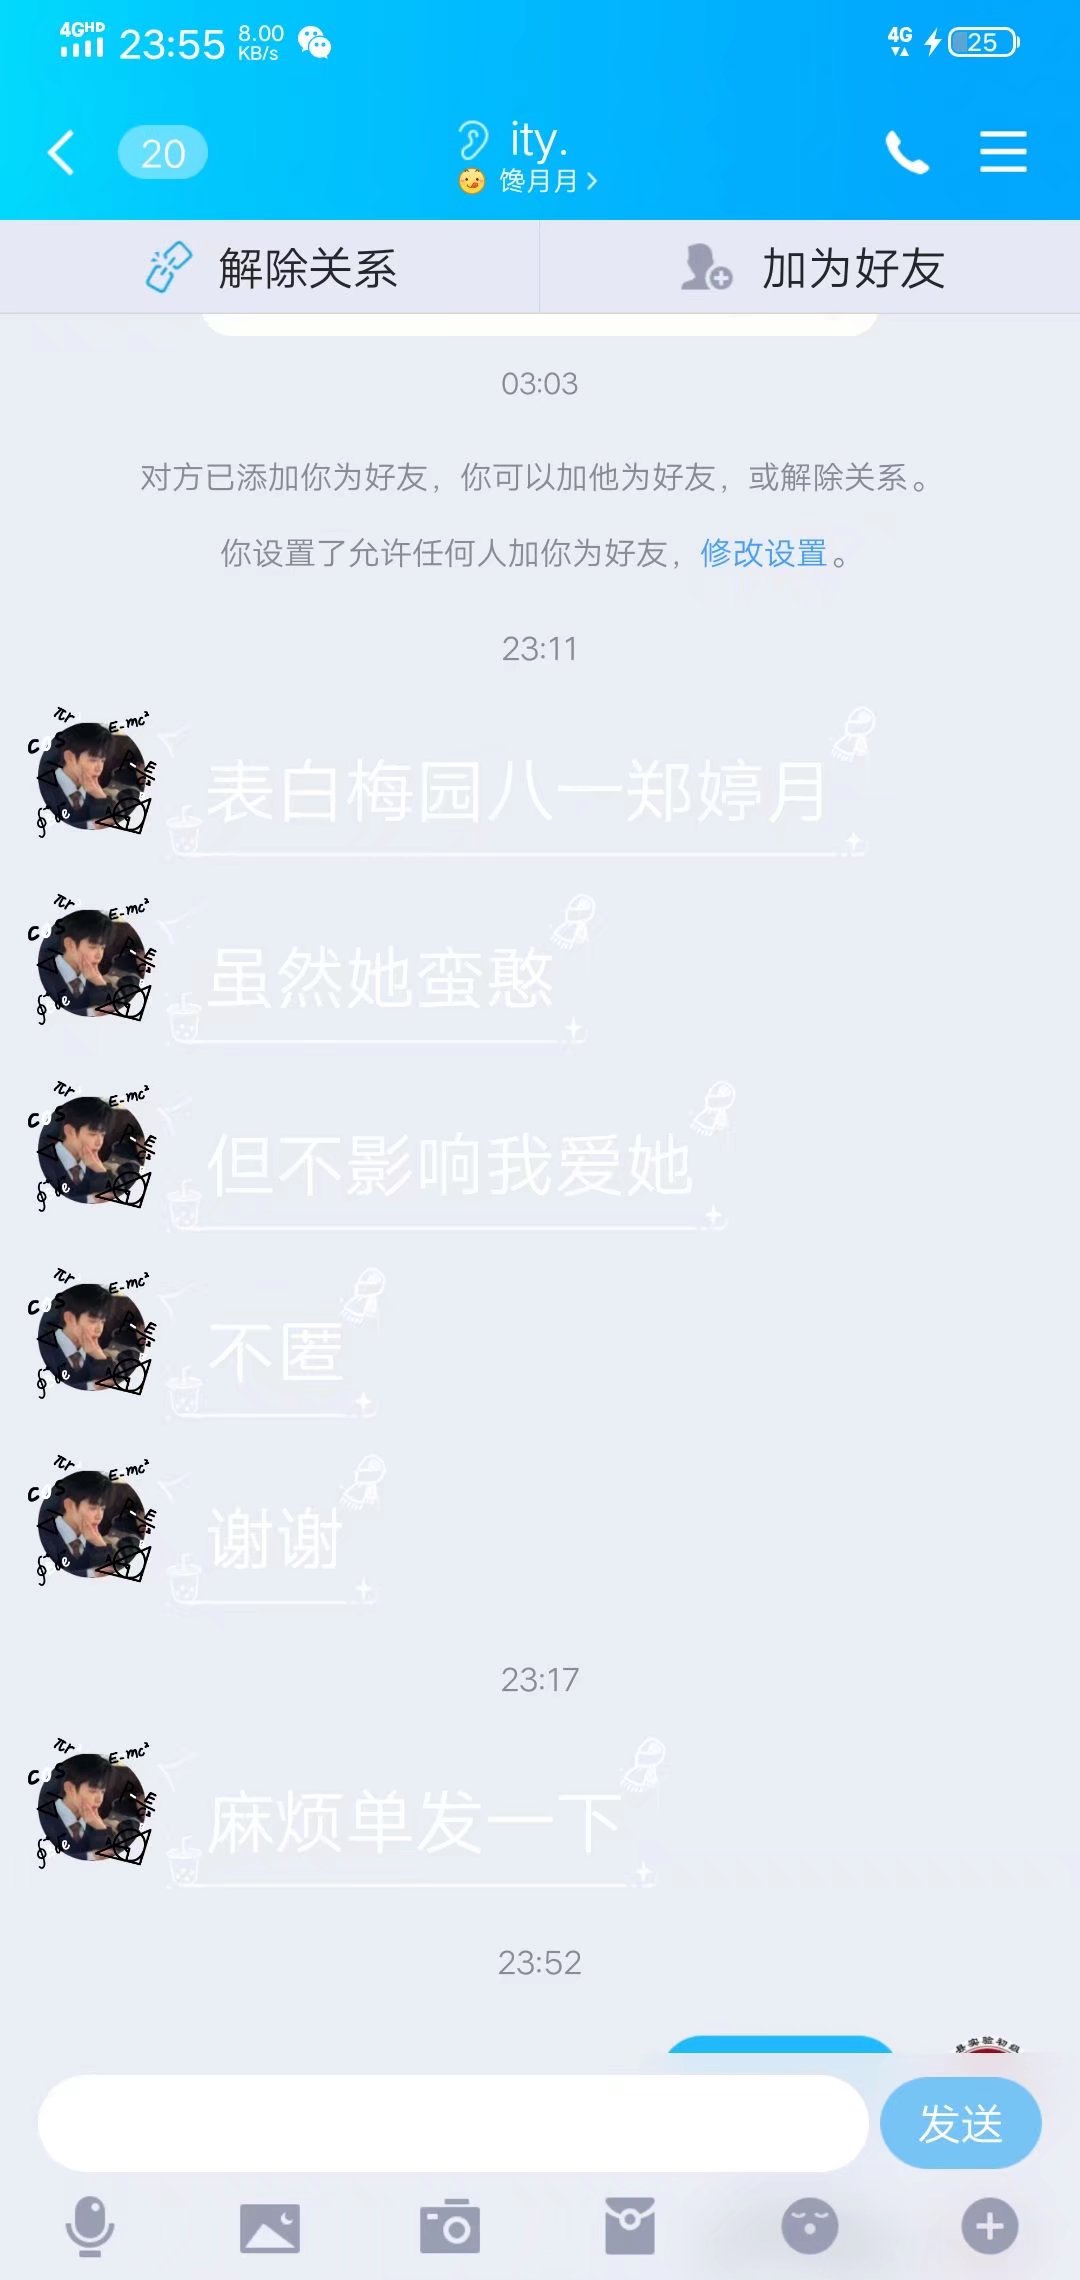 4GHD 23:55 8.00 KB/s 4G 25
20
ity.
馋月月
解除关系 加为好友
03:03
对方已添加你为好友，你可以加他为好友，或解除关系。
你设置了允许任何人加你为好友，修改设置。
23:11
表白梅园八一郑婷月
虽然她蛮憨
但不影响我爱她
不匿
谢谢
23:17
麻烦单发一下
23:52
发送